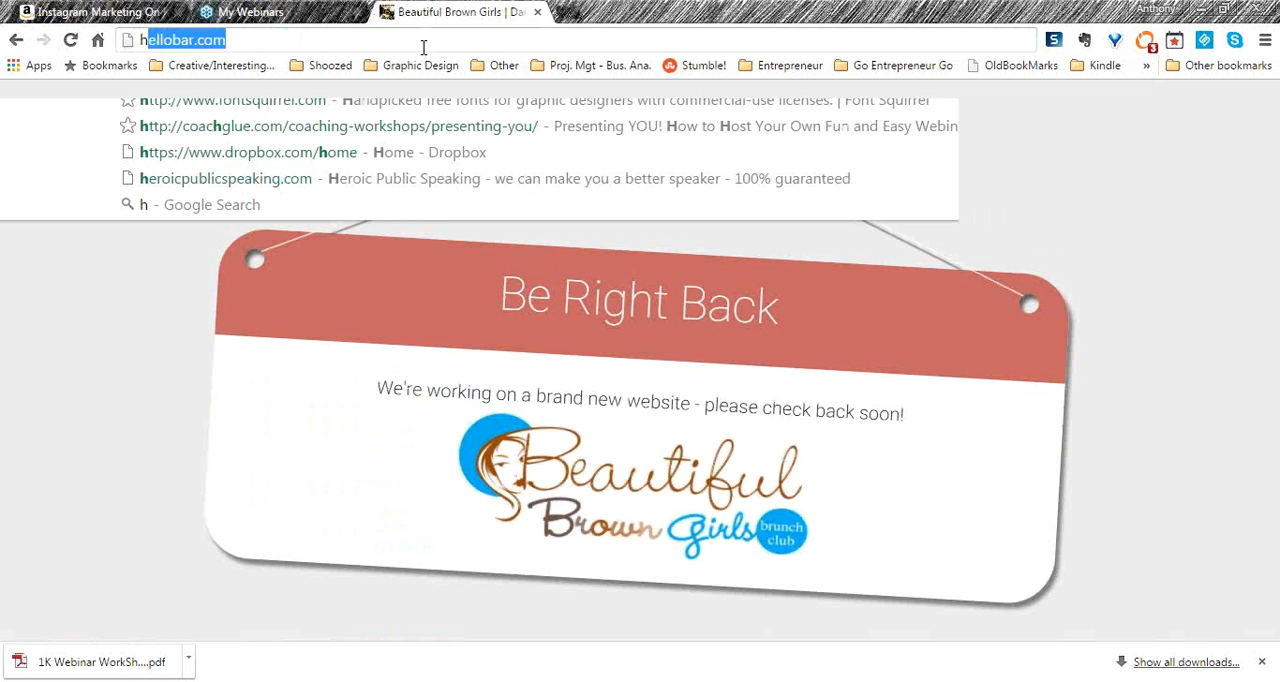 Instagram Marketing On
My Webinars
Beautiful Brown Girls | Da
Anthony
hellobar.com
Apps
Bookmarks
Creative/Interesting...
Shoozed
Graphic Design
Other
Proj. Mgt - Bus. Ana.
Stumble!
Entrepreneur
Go Entrepreneur Go
OldBookMarks
Kindle
»
Other bookmarks
http://www.fontsquirrel.com - Handpicked free fonts for graphic designers with commercial-use licenses. | Font Squirrel
http://coachglue.com/coaching-workshops/presenting-you/ - Presenting YOU! How to Host Your Own Fun and Easy Webin
https://www.dropbox.com/home - Home - Dropbox
heroicpublicspeaking.com - Heroic Public Speaking - we can make you a better speaker - 100% guaranteed
h - Google Search
Be Right Back
We're working on a brand new website - please check back soon!
Beautiful
Brown Girls
brunch
club
1K Webinar WorkSh....pdf
Show all downloads...